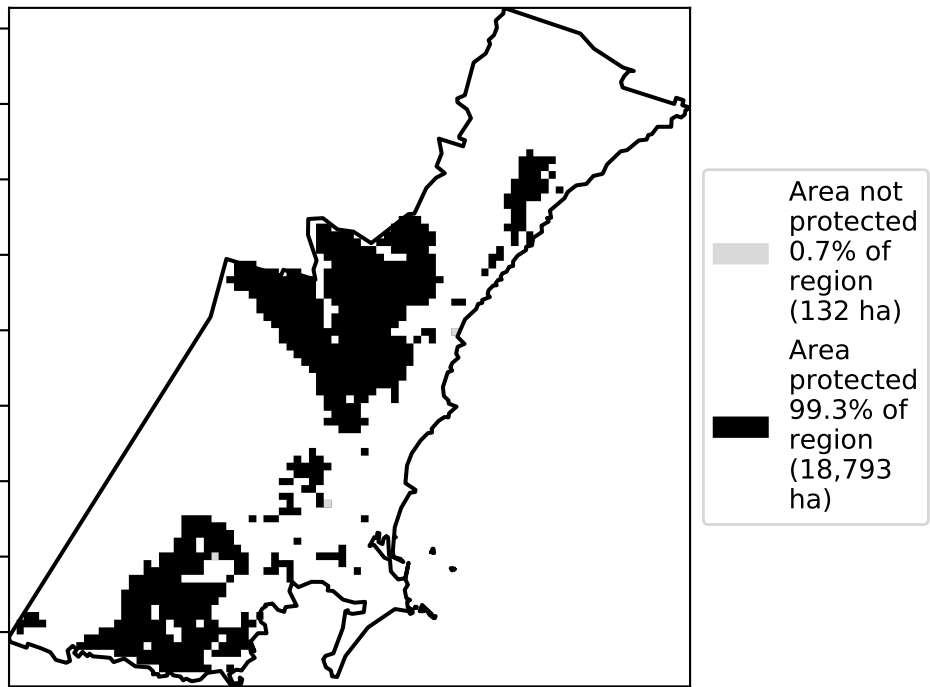 Area not
protected
0.7% of
region
(132 ha)
Area
protected
99.3% of
region
(18,793
ha)